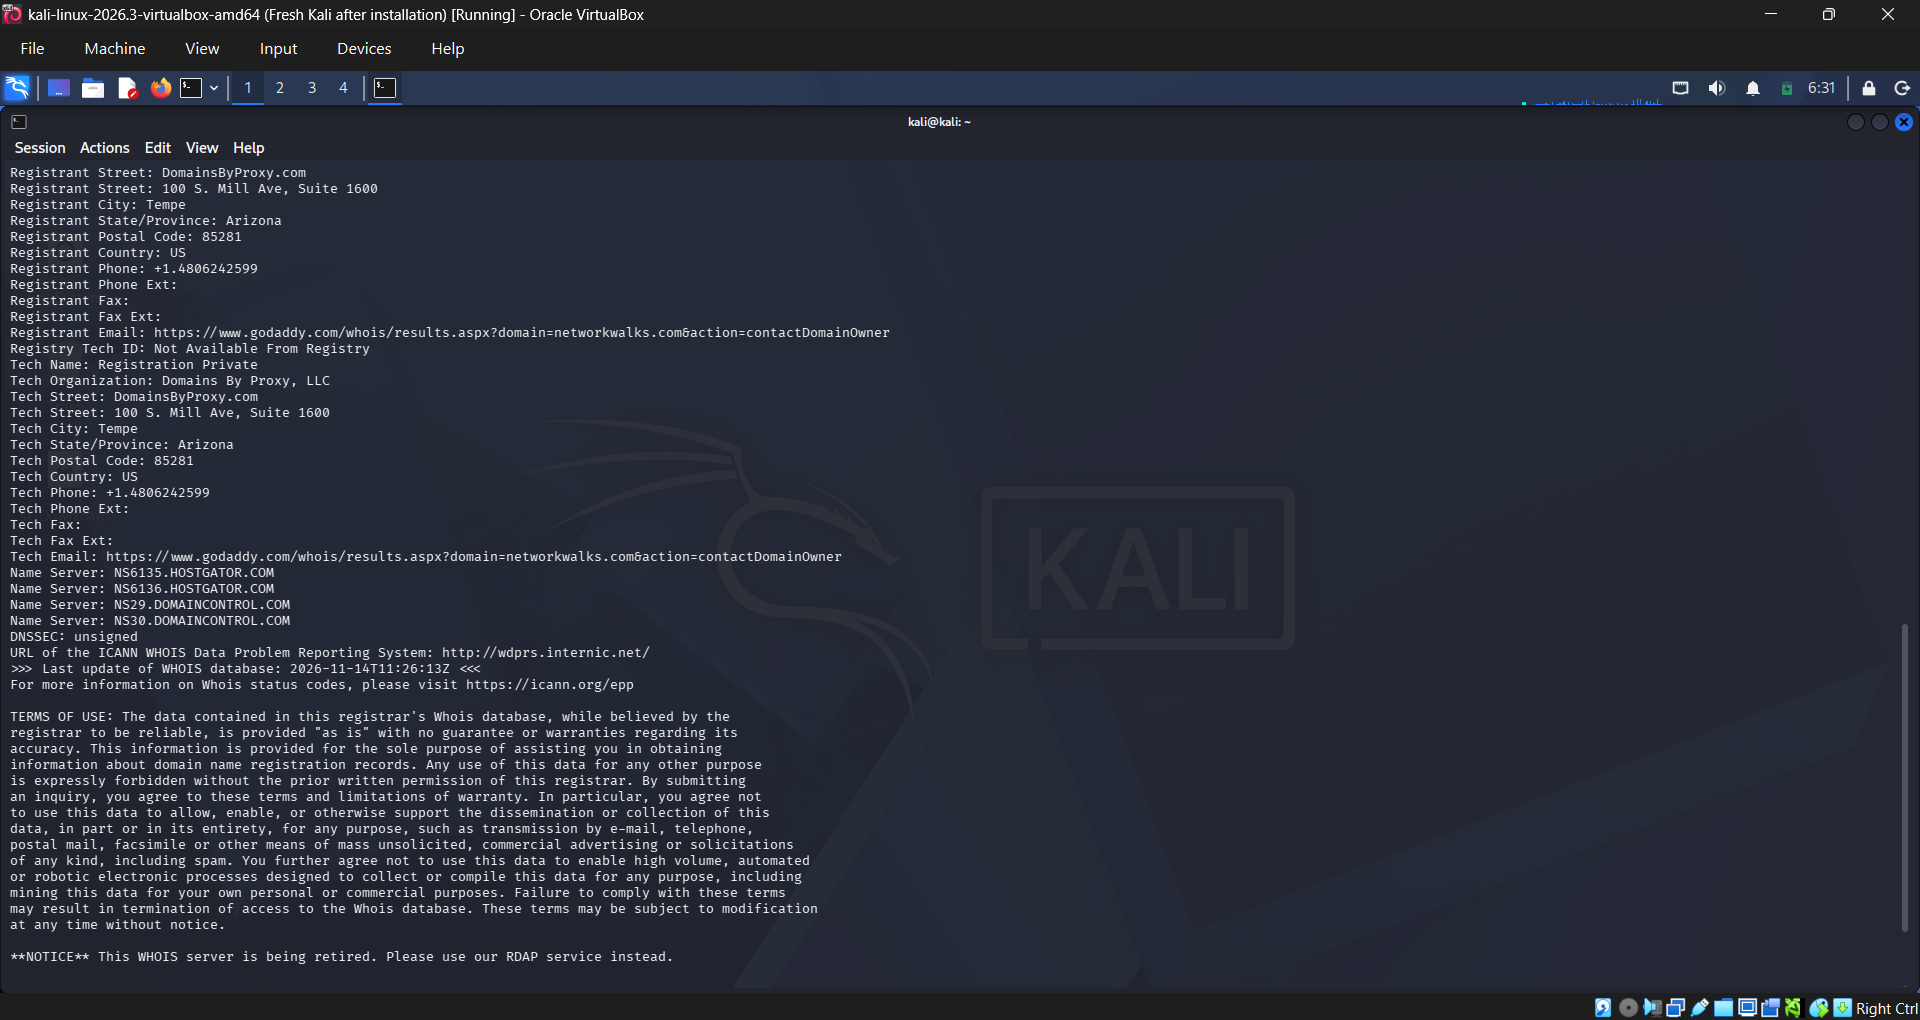 kali-linux-2026.3-virtualbox-amd64 (Fresh Kali after installation) [Running] - Oracle VirtualBox
File Machine View Input Devices Help
1 2 3 4 6:31
kali@kali: ~
Session Actions Edit View Help
Registrant Street: DomainsByProxy.com
Registrant Street: 100 S. Mill Ave, Suite 1600
Registrant City: Tempe
Registrant State/Province: Arizona
Registrant Postal Code: 85281
Registrant Country: US
Registrant Phone: +1.4806242599
Registrant Phone Ext:
Registrant Fax:
Registrant Fax Ext:
Registrant Email: https://www.godaddy.com/whois/results.aspx?domain=networkwalks.com&action=contactDomainOwner
Registry Tech ID: Not Available From Registry
Tech Name: Registration Private
Tech Organization: Domains By Proxy, LLC
Tech Street: DomainsByProxy.com
Tech Street: 100 S. Mill Ave, Suite 1600
Tech City: Tempe
Tech State/Province: Arizona
Tech Postal Code: 85281
Tech Country: US
Tech Phone: +1.4806242599
Tech Phone Ext:
Tech Fax:
Tech Fax Ext:
Tech Email: https://www.godaddy.com/whois/results.aspx?domain=networkwalks.com&action=contactDomainOwner
Name Server: NS6135.HOSTGATOR.COM
Name Server: NS6136.HOSTGATOR.COM
Name Server: NS29.DOMAINCONTROL.COM
Name Server: NS30.DOMAINCONTROL.COM
DNSSEC: unsigned
URL of the ICANN WHOIS Data Problem Reporting System: http://wdprs.internic.net/
>>> Last update of WHOIS database: 2026-11-14T11:26:13Z <<<
For more information on Whois status codes, please visit https://icann.org/epp
TERMS OF USE: The data contained in this registrar's Whois database, while believed by the
registrar to be reliable, is provided "as is" with no guarantee or warranties regarding its
accuracy. This information is provided for the sole purpose of assisting you in obtaining
information about domain name registration records. Any use of this data for any other purpose
is expressly forbidden without the prior written permission of this registrar. By submitting
an inquiry, you agree to these terms and limitations of warranty. In particular, you agree not
to use this data to allow, enable, or otherwise support the dissemination or collection of this
data, in part or in its entirety, for any purpose, such as transmission by e-mail, telephone,
postal mail, facsimile or other means of mass unsolicited, commercial advertising or solicitations
of any kind, including spam. You further agree not to use this data to enable high volume, automated
or robotic electronic processes designed to collect or compile this data for any purpose, including
mining this data for your own personal or commercial purposes. Failure to comply with these terms
may result in termination of access to the Whois database. These terms may be subject to modification
at any time without notice.
**NOTICE** This WHOIS server is being retired. Please use our RDAP service instead.
KALI
Right Ctrl